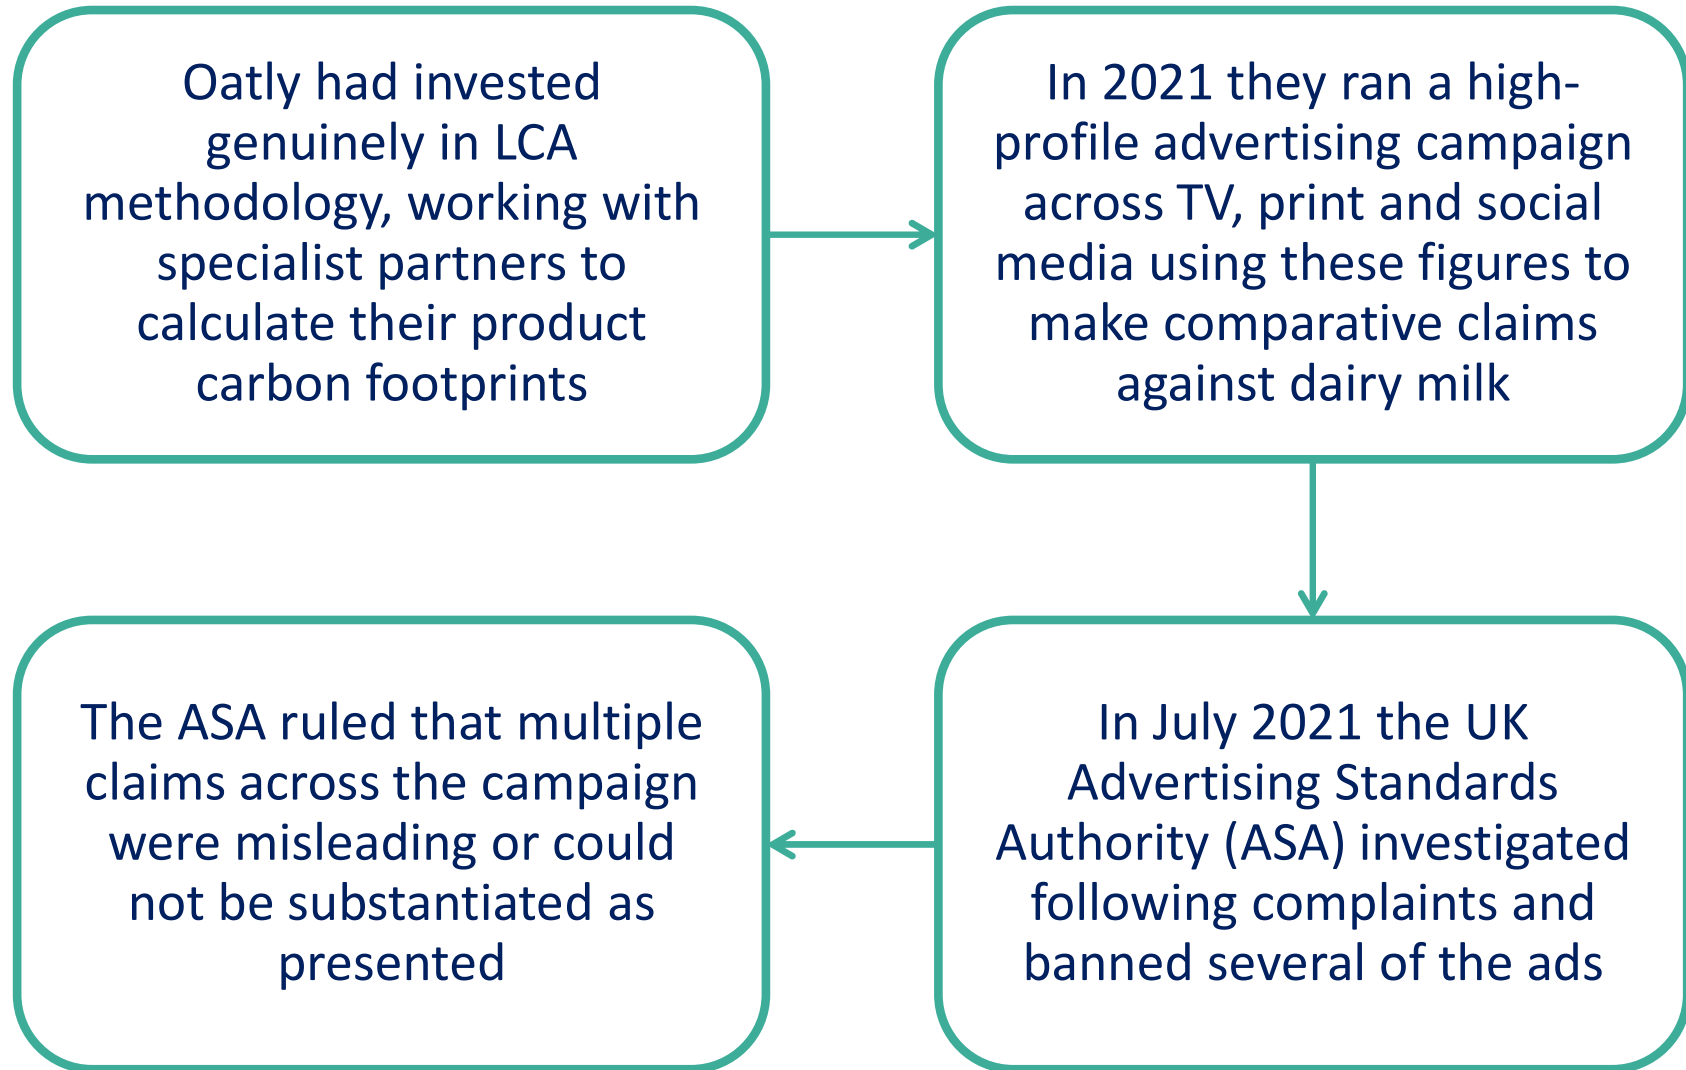 Oatly had invested
genuinely in LCA
methodology, working with
specialist partners to
calculate their product
carbon footprints
In 2021 they ran a high-
profile advertising campaign
across TV, print and social
media using these figures to
make comparative claims
against dairy milk
In July 2021 the UK
Advertising Standards
Authority (ASA) investigated
following complaints and
banned several of the ads
The ASA ruled that multiple
claims across the campaign
were misleading or could
not be substantiated as
presented